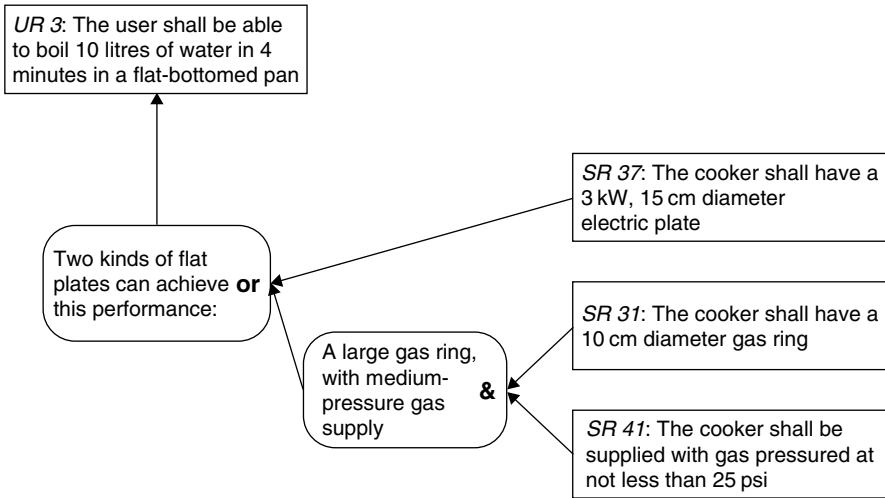 UR 3: The user shall be able
to boil 10 litres of water in 4
minutes in a flat-bottomed pan
SR 37: The cooker shall have a
3 kW, 15 cm diameter
electric plate
Two kinds of flat
plates can achieve or
this performance:
SR 31: The cooker shall have a
10 cm diameter gas ring
A large gas ring,
with medium-
pressure gas &
supply
SR 41: The cooker shall be
supplied with gas pressured at
not less than 25 psi